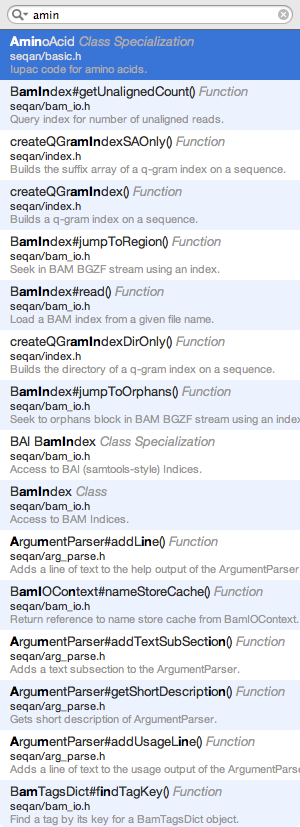 amin
AminoAcid Class Specialization
seqan/basic.h
Iupac code for amino acids.
BamIndex#getUnalignedCount() Function
seqan/bam_io.h
Query index for number of unaligned reads.
createQGramIndexSAOnly() Function
seqan/index.h
Builds the suffix array of a q-gram index on a sequence.
createQGramIndex() Function
seqan/index.h
Builds a q-gram index on a sequence.
BamIndex#jumpToRegion() Function
seqan/bam_io.h
Seek in BAM BGZF stream using an index.
BamIndex#read() Function
seqan/bam_io.h
Load a BAM index from a given file name.
createQGramIndexDirOnly() Function
seqan/index.h
Builds the directory of a q-gram index on a sequence.
BamIndex#jumpToOrphans() Function
seqan/bam_io.h
Seek to orphans block in BAM BGZF stream using an index
BAI BamIndex Class Specialization
seqan/bam_io.h
Access to BAI (samtools-style) Indices.
BamIndex Class
seqan/bam_io.h
Access to BAM Indices.
ArgumentParser#addLine() Function
seqan/arg_parse.h
Adds a line of text to the help output of the ArgumentParser
BamIOContext#nameStoreCache() Function
seqan/bam_io.h
Return reference to name store cache from BamIOContext.
ArgumentParser#addTextSubSection() Function
seqan/arg_parse.h
Adds a text subsection to the ArgumentParser.
ArgumentParser#getShortDescription() Function
seqan/arg_parse.h
Gets short description of ArgumentParser.
ArgumentParser#addUsageLine() Function
seqan/arg_parse.h
Adds a line of text to the usage output of the ArgumentParse
BamTagsDict#findTagKey() Function
seqan/bam_io.h
Find a tag by its key for a BamTagsDict object.